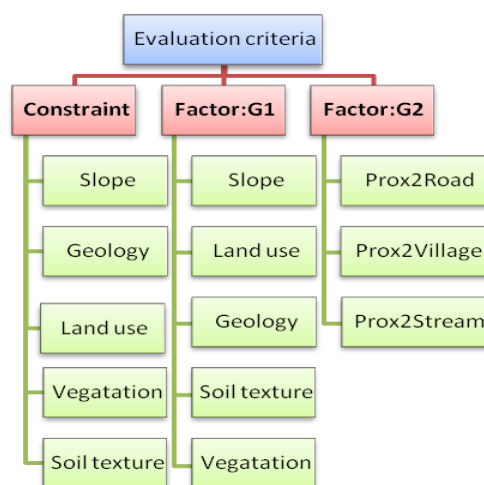 Evaluation criteria
Constraint
Slope
Geology
Land use
Vegatation
Soil texture
Factor:G1
Slope
Land use
Geology
Soil texture
Vegatation
Factor:G2
Prox2Road
Prox2Village
Prox2Stream